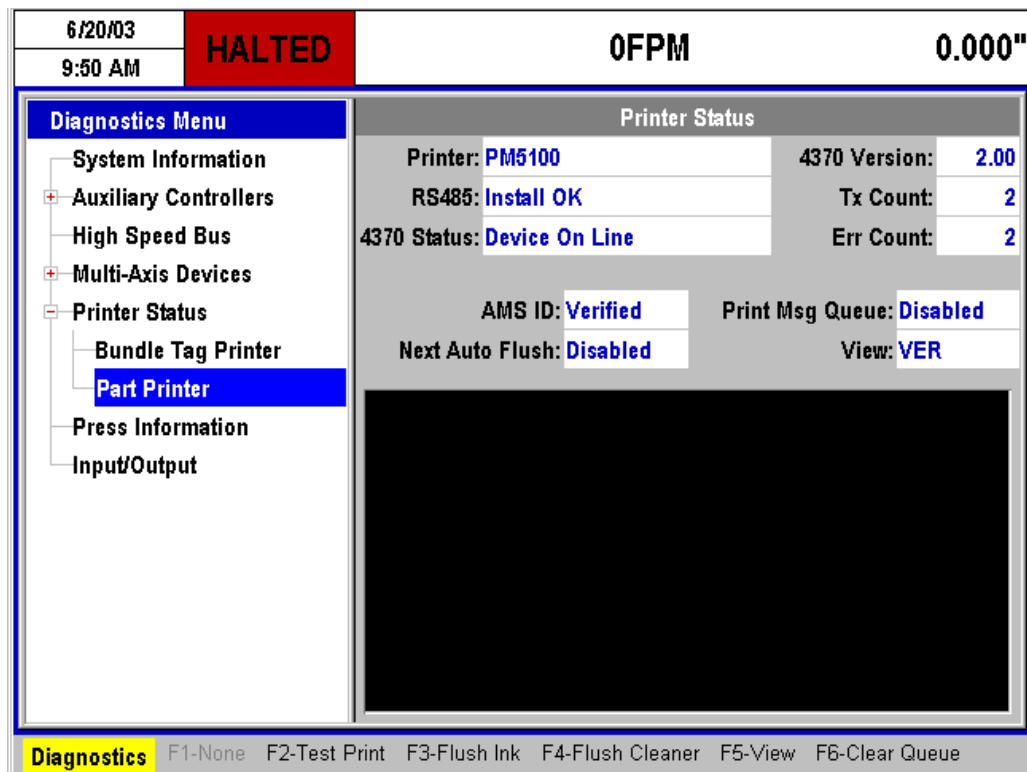 6/20/03
9:50 AM
HALTED
0FPM
0.000"
Diagnostics Menu
System Information
Auxiliary Controllers
High Speed Bus
Multi-Axis Devices
Printer Status
Bundle Tag Printer
Part Printer
Press Information
Input/Output
Printer Status
Printer: PM5100
4370 Version: 2.00
RS485: Install OK
Tx Count: 2
4370 Status: Device On Line
Err Count: 2
AMS ID: Verified
Print Msg Queue: Disabled
Next Auto Flush: Disabled
View: VER
Diagnostics F1-None F2-Test Print F3-Flush Ink F4-Flush Cleaner F5-View F6-Clear Queue